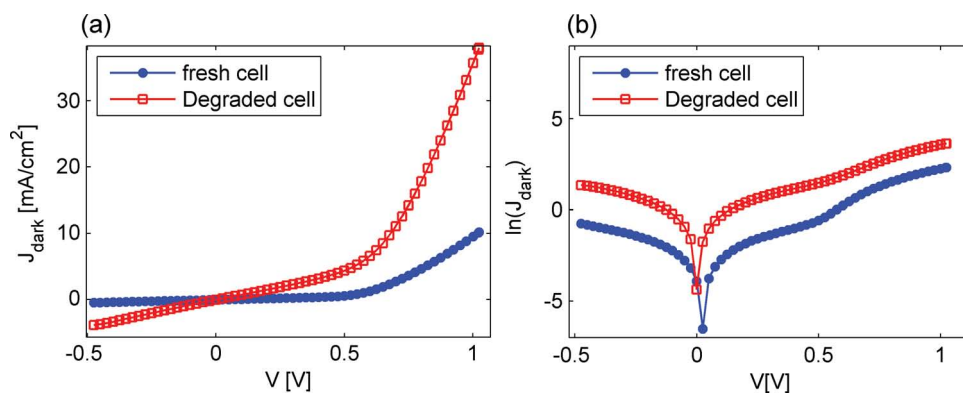 (a)
fresh cell
Degraded cell
J_dark [mA/cm²]
30
20
10
0
-0.5
0
0.5
1
V [V]
(b)
fresh cell
Degraded cell
ln(J_dark)
5
0
-5
-0.5
0
0.5
1
V[V]